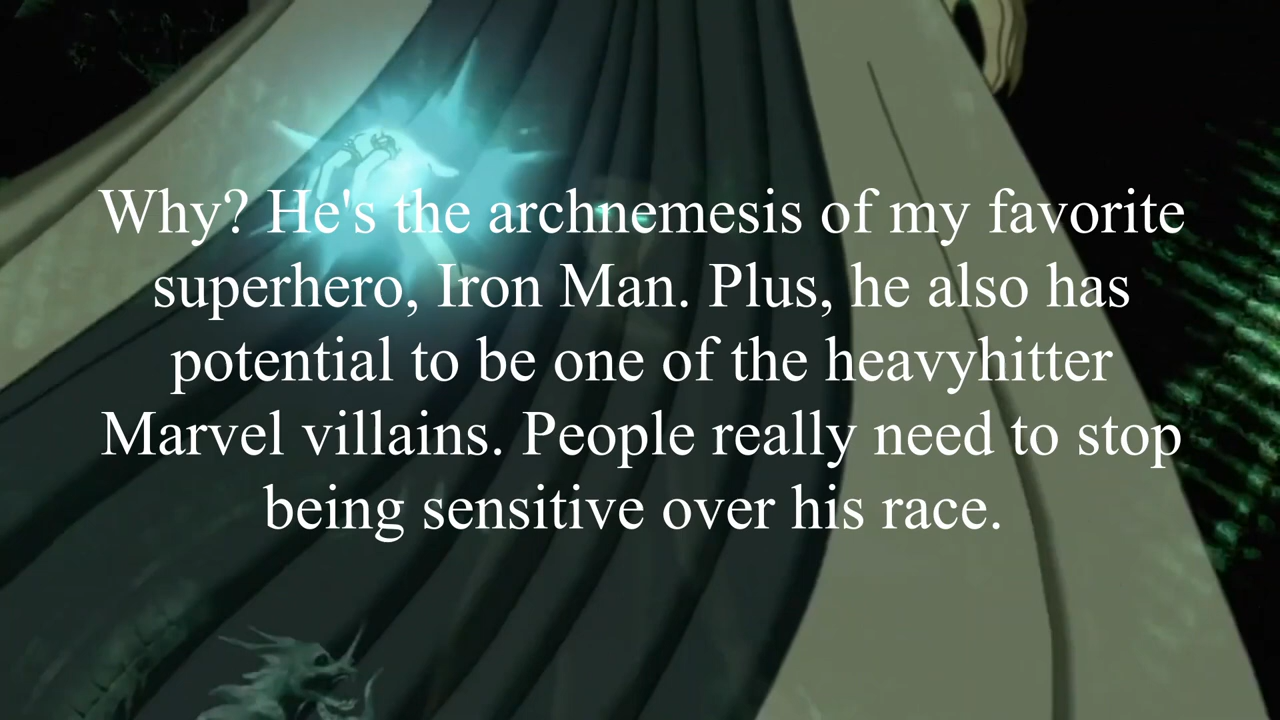 Why? He's the archnemesis of my favorite
superhero, Iron Man. Plus, he also has
potential to be one of the heavyhitter
Marvel villains. People really need to stop
being sensitive over his race.